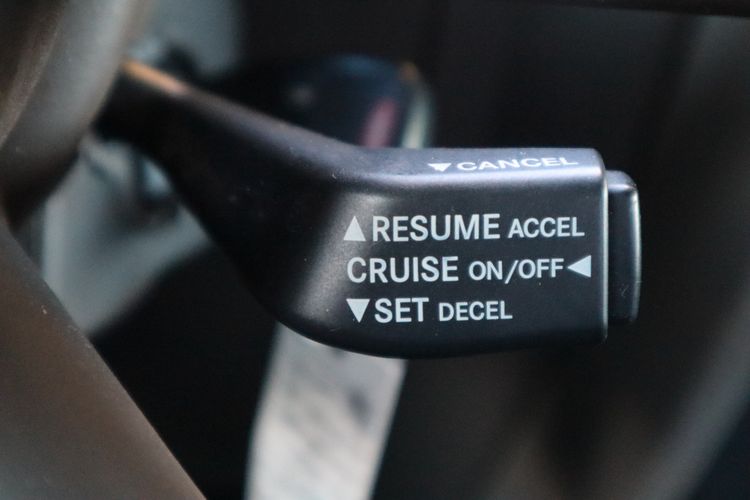 ▼CANCEL
▲RESUME ACCEL
CRUISE ON/OFF◀
▼SET DECEL